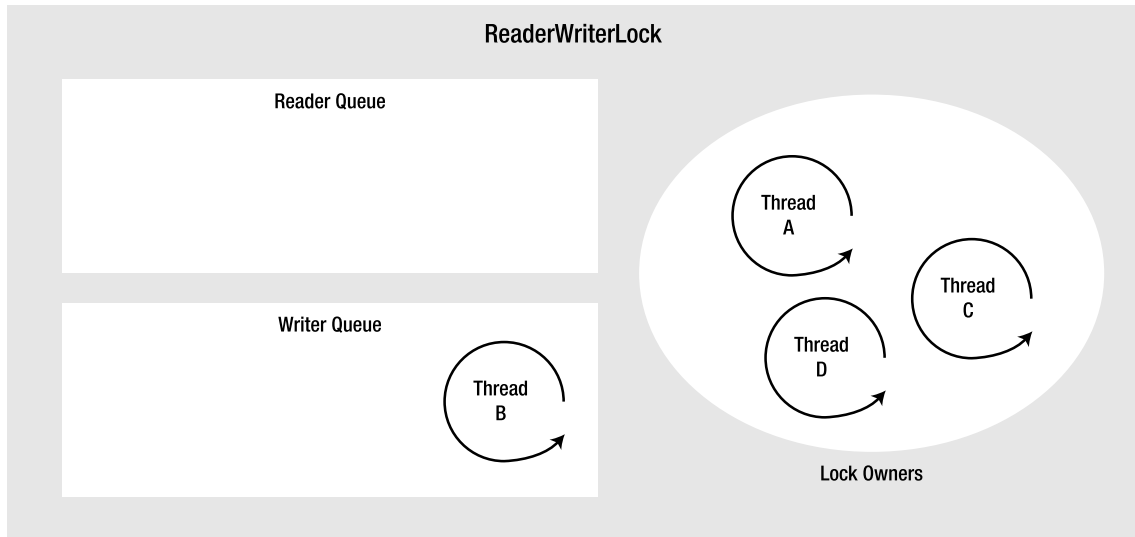 ReaderWriterLock
Reader Queue
Writer Queue
Thread
B
Thread
A
Thread
C
Thread
D
Lock Owners